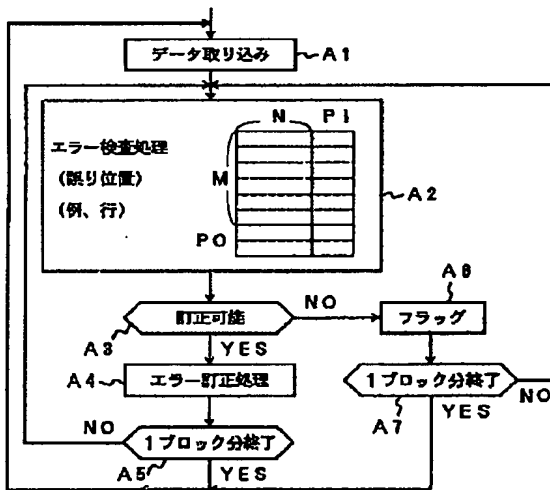 データ取り込み
A1
N PI
エラー検査処理
(誤り位置)
(例、行)
M
A2
PO
A6
訂正可能
NO
フラッグ
A3
YES
A4
エラー訂正処理
1ブロック分終了
NO
NO
1ブロック分終了
A7
YES
A5
YES